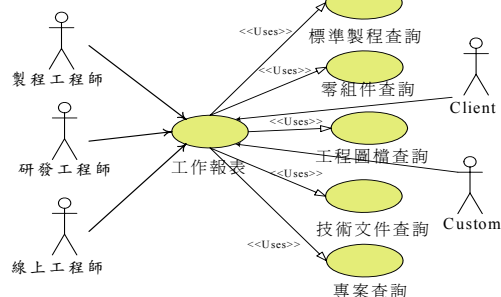 <<Uses>>
標準製程查詢
製程工程師
<<Uses>>
零組件查詢
Client
<<Uses>>
工程圖檔查詢
研發工程師
工作報表
<<Uses>>
技術文件查詢
Custom
<<Uses>>
線上工程師
專案查詢